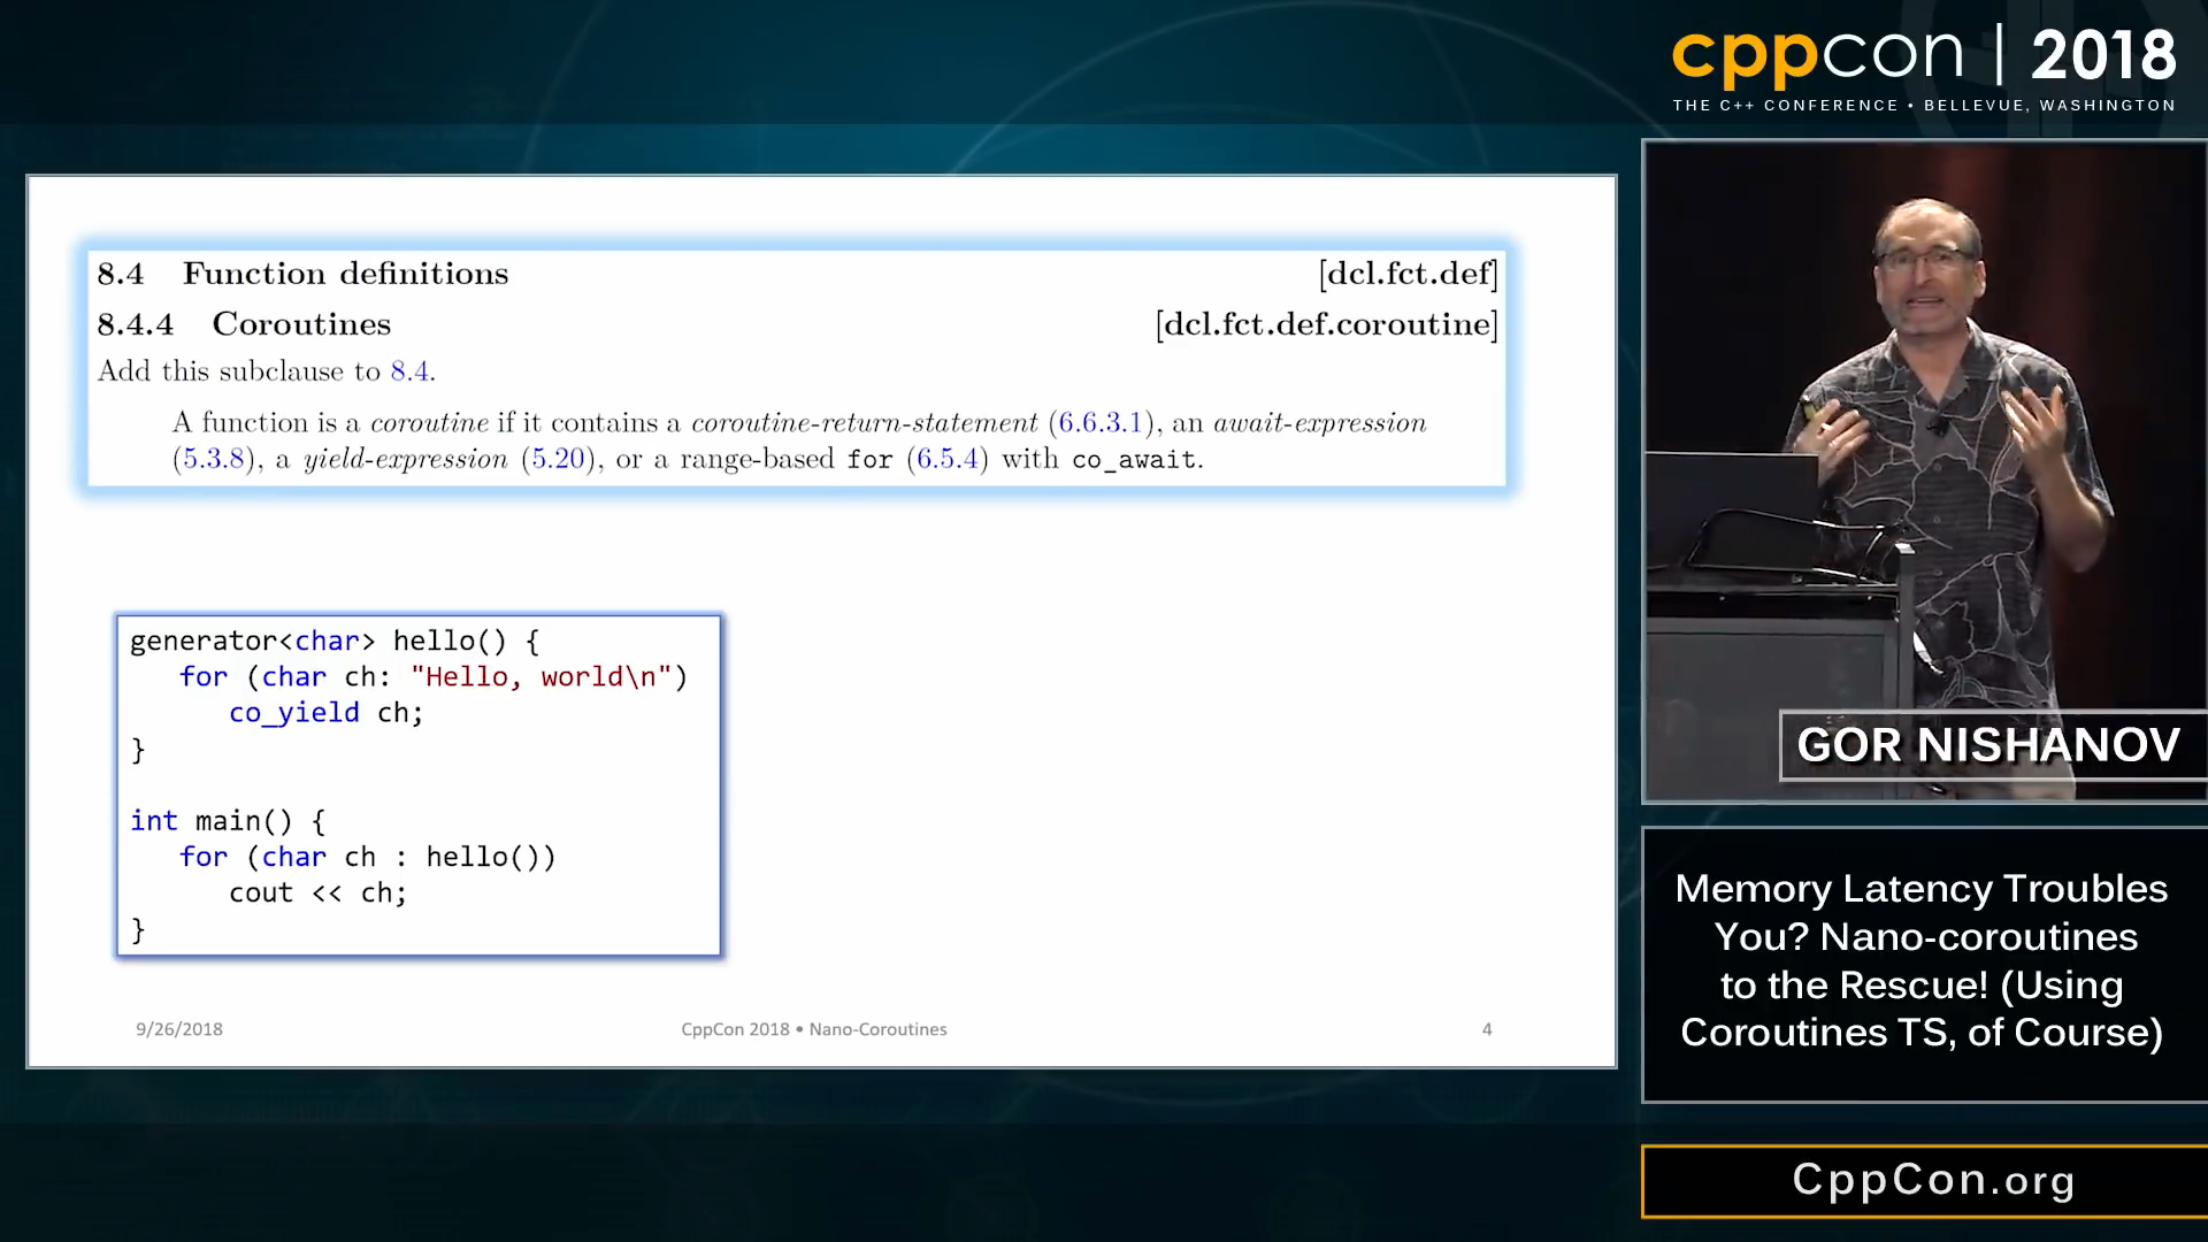 cppcon | 2018
THE C++ CONFERENCE • BELLEVUE, WASHINGTON
8.4 Function definitions [dcl.fct.def]
8.4.4 Coroutines [dcl.fct.def.coroutine]
Add this subclause to 8.4.
A function is a coroutine if it contains a coroutine-return-statement (6.6.3.1), an await-expression
(5.3.8), a yield-expression (5.20), or a range-based for (6.5.4) with co_await.
generator<char> hello() {
for (char ch: "Hello, world\n")
co_yield ch;
}
int main() {
for (char ch : hello())
cout << ch;
}
9/26/2018 CppCon 2018 • Nano-Coroutines 4
GOR NISHANOV
Memory Latency Troubles
You? Nano-coroutines
to the Rescue! (Using
Coroutines TS, of Course)
CppCon.org